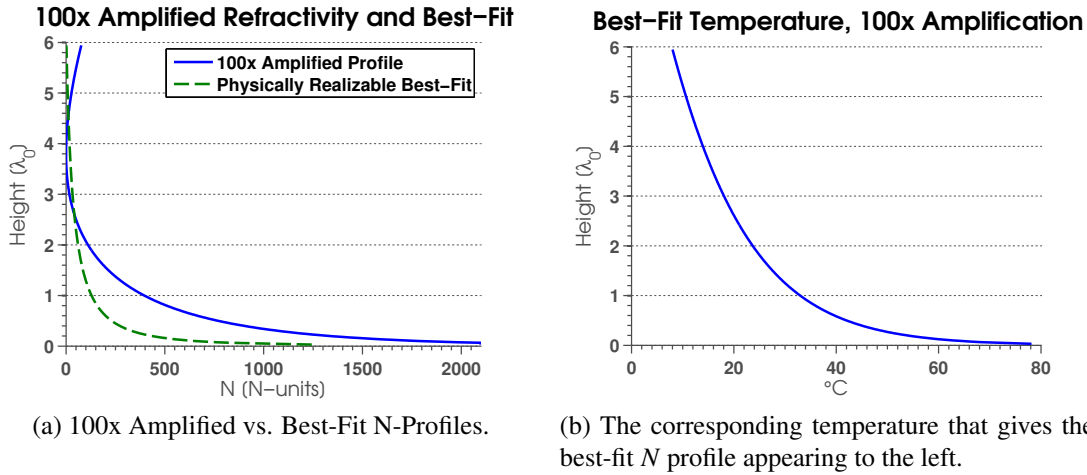 100x Amplified Refractivity and Best–Fit
6
5
4
3
2
1
0
Height (λ0)
100x Amplified Profile
Physically Realizable Best–Fit
0
500
1000
1500
2000
N (N–units)
(a) 100x Amplified vs. Best-Fit N-Profiles.
Best–Fit Temperature, 100x Amplification
6
5
4
3
2
1
0
Height (λ0)
0
20
40
60
80
°C
(b) The corresponding temperature that gives the
best-fit N profile appearing to the left.